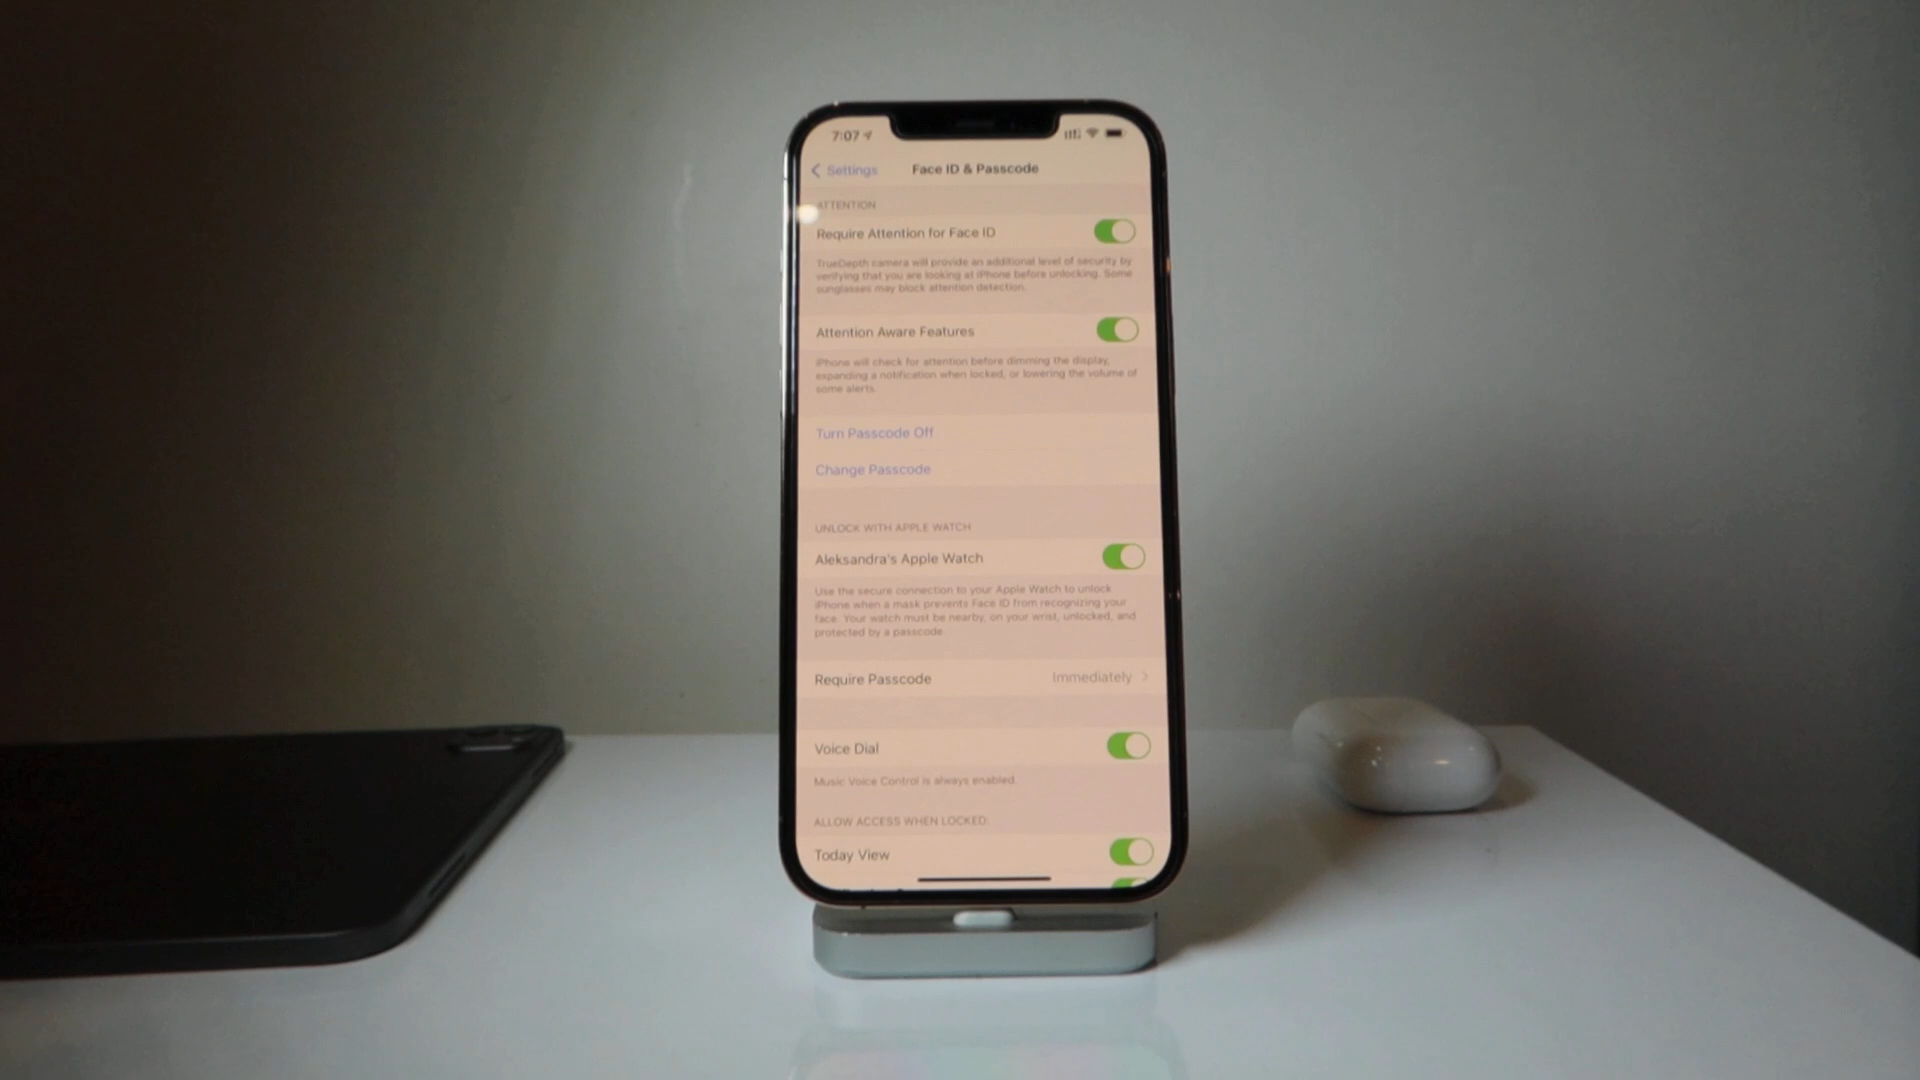 7:07
Settings Face ID & Passcode
ATTENTION
Require Attention for Face ID
TrueDepth camera will provide an additional level of security by
verifying that you are looking at iPhone before unlocking. Some
sunglasses may block attention detection.
Attention Aware Features
iPhone will check for attention before dimming the display,
expanding a notification when locked, or lowering the volume of
some alerts.
Turn Passcode Off
Change Passcode
UNLOCK WITH APPLE WATCH
Aleksandra's Apple Watch
Use the secure connection to your Apple Watch to unlock
iPhone when a mask prevents Face ID from recognizing your
face. Your watch must be nearby, on your wrist, unlocked, and
protected by a passcode.
Require Passcode Immediately
Voice Dial
Music Voice Control is always enabled.
ALLOW ACCESS WHEN LOCKED:
Today View